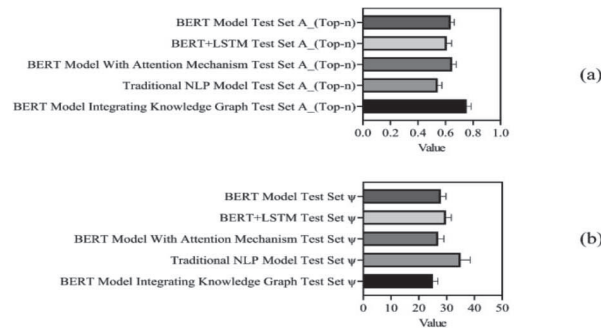 BERT Model Test Set A_(Top-n)
BERT+LSTM Test Set A_(Top-n)
BERT Model With Attention Mechanism Test Set A_(Top-n)
Traditional NLP Model Test Set A_(Top-n)
BERT Model Integrating Knowledge Graph Test Set A_(Top-n)
0.0 0.2 0.4 0.6 0.8 1.0
Value
(a)
BERT Model Test Set ψ
BERT+LSTM Test Set ψ
BERT Model With Attention Mechanism Test Set ψ
Traditional NLP Model Test Set ψ
BERT Model Integrating Knowledge Graph Test Set ψ
0 10 20 30 40 50
Value
(b)